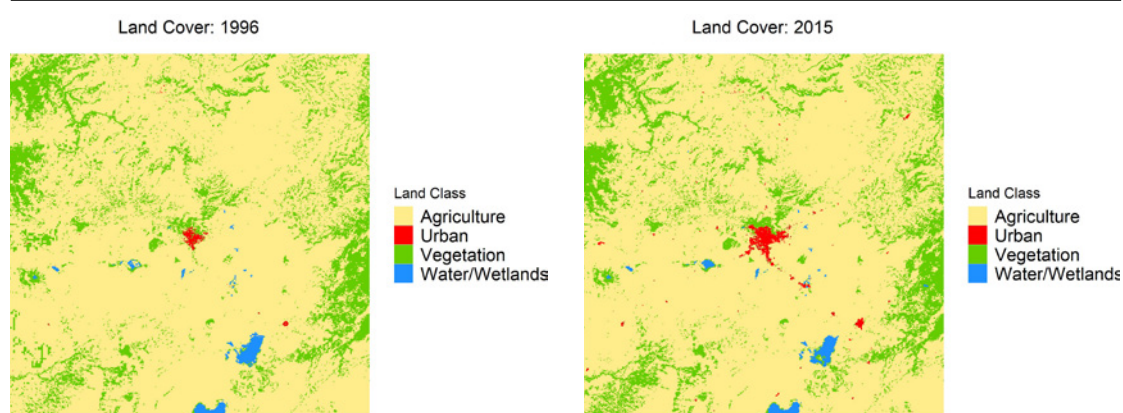 Land Cover: 1996
Land Class
Agriculture
Urban
Vegetation
Water/Wetlands
Land Cover: 2015
Land Class
Agriculture
Urban
Vegetation
Water/Wetlands